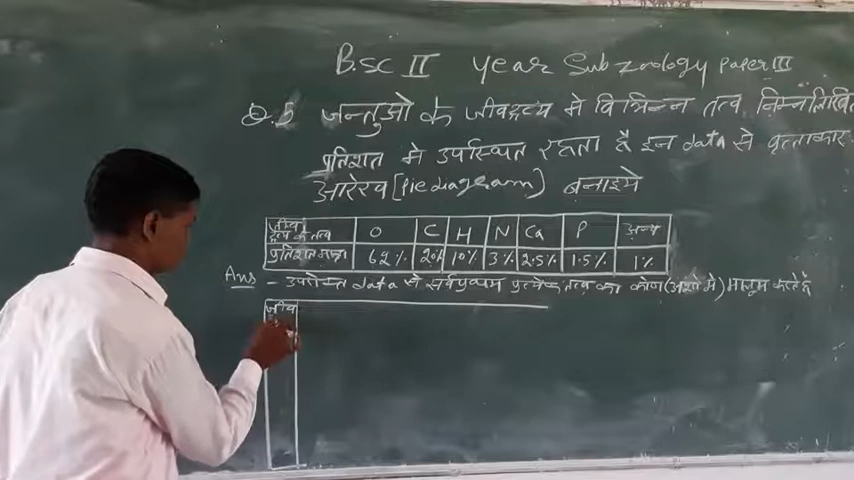 B.Sc II year Sub zoology Paper III
Q.5 जन्तुओ के जीवद्रव्य मे विभिन्न तत्व निम्नलिखित
प्रतिशत मे उपस्थित रहता है इन data से वृत्ताकार
आरेख [Pie diagram] बनाइये
जीव द्रव्य के तत्व O C H N Ca P अन्य
प्रतिशत मात्रा 62% 20% 10% 3% 2.5% 1.5% 1%
Ans - उपरोक्त data से सर्वप्रथम प्रत्येक तत्व का कोण (अंशो मे) मालूम करते है
जीव